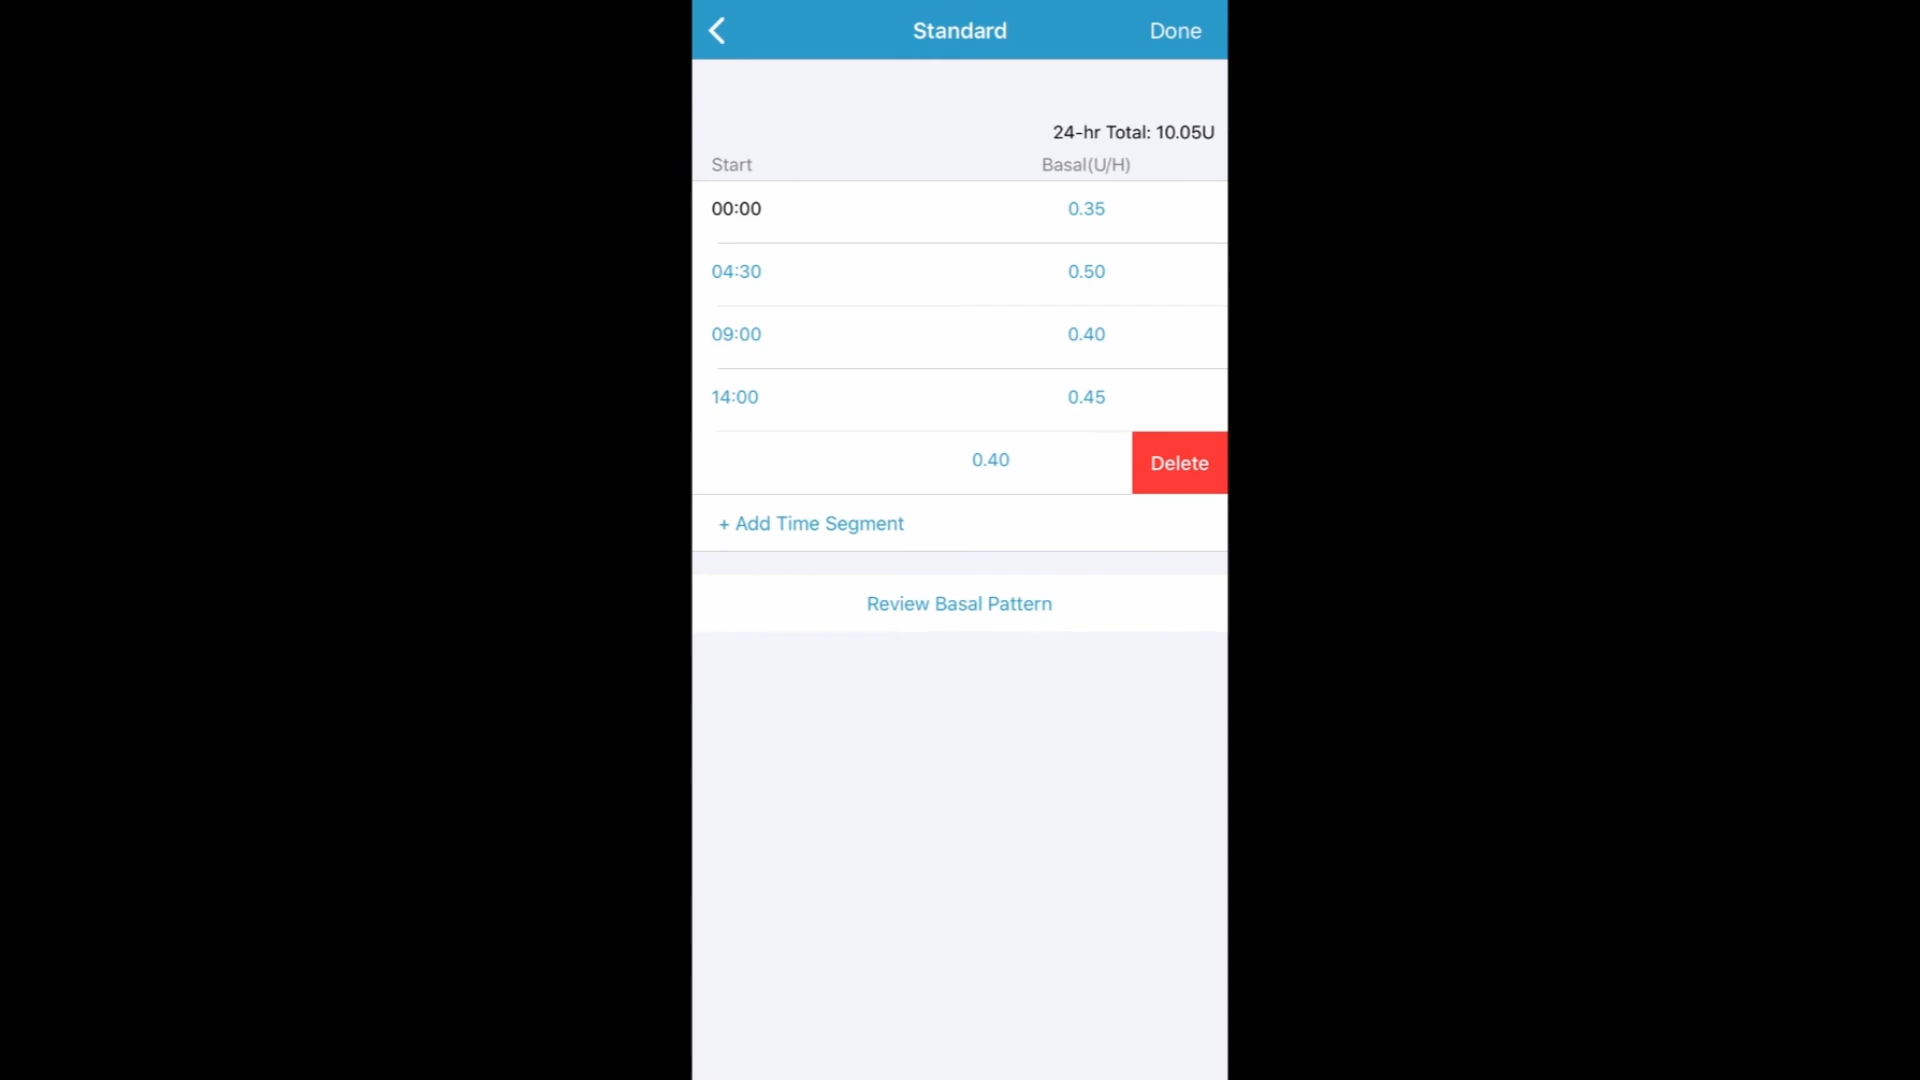 Standard Done
24-hr Total: 10.05U
Start Basal(U/H)
00:00 0.35
04:30 0.50
09:00 0.40
14:00 0.45
0.40 Delete
+ Add Time Segment
Review Basal Pattern